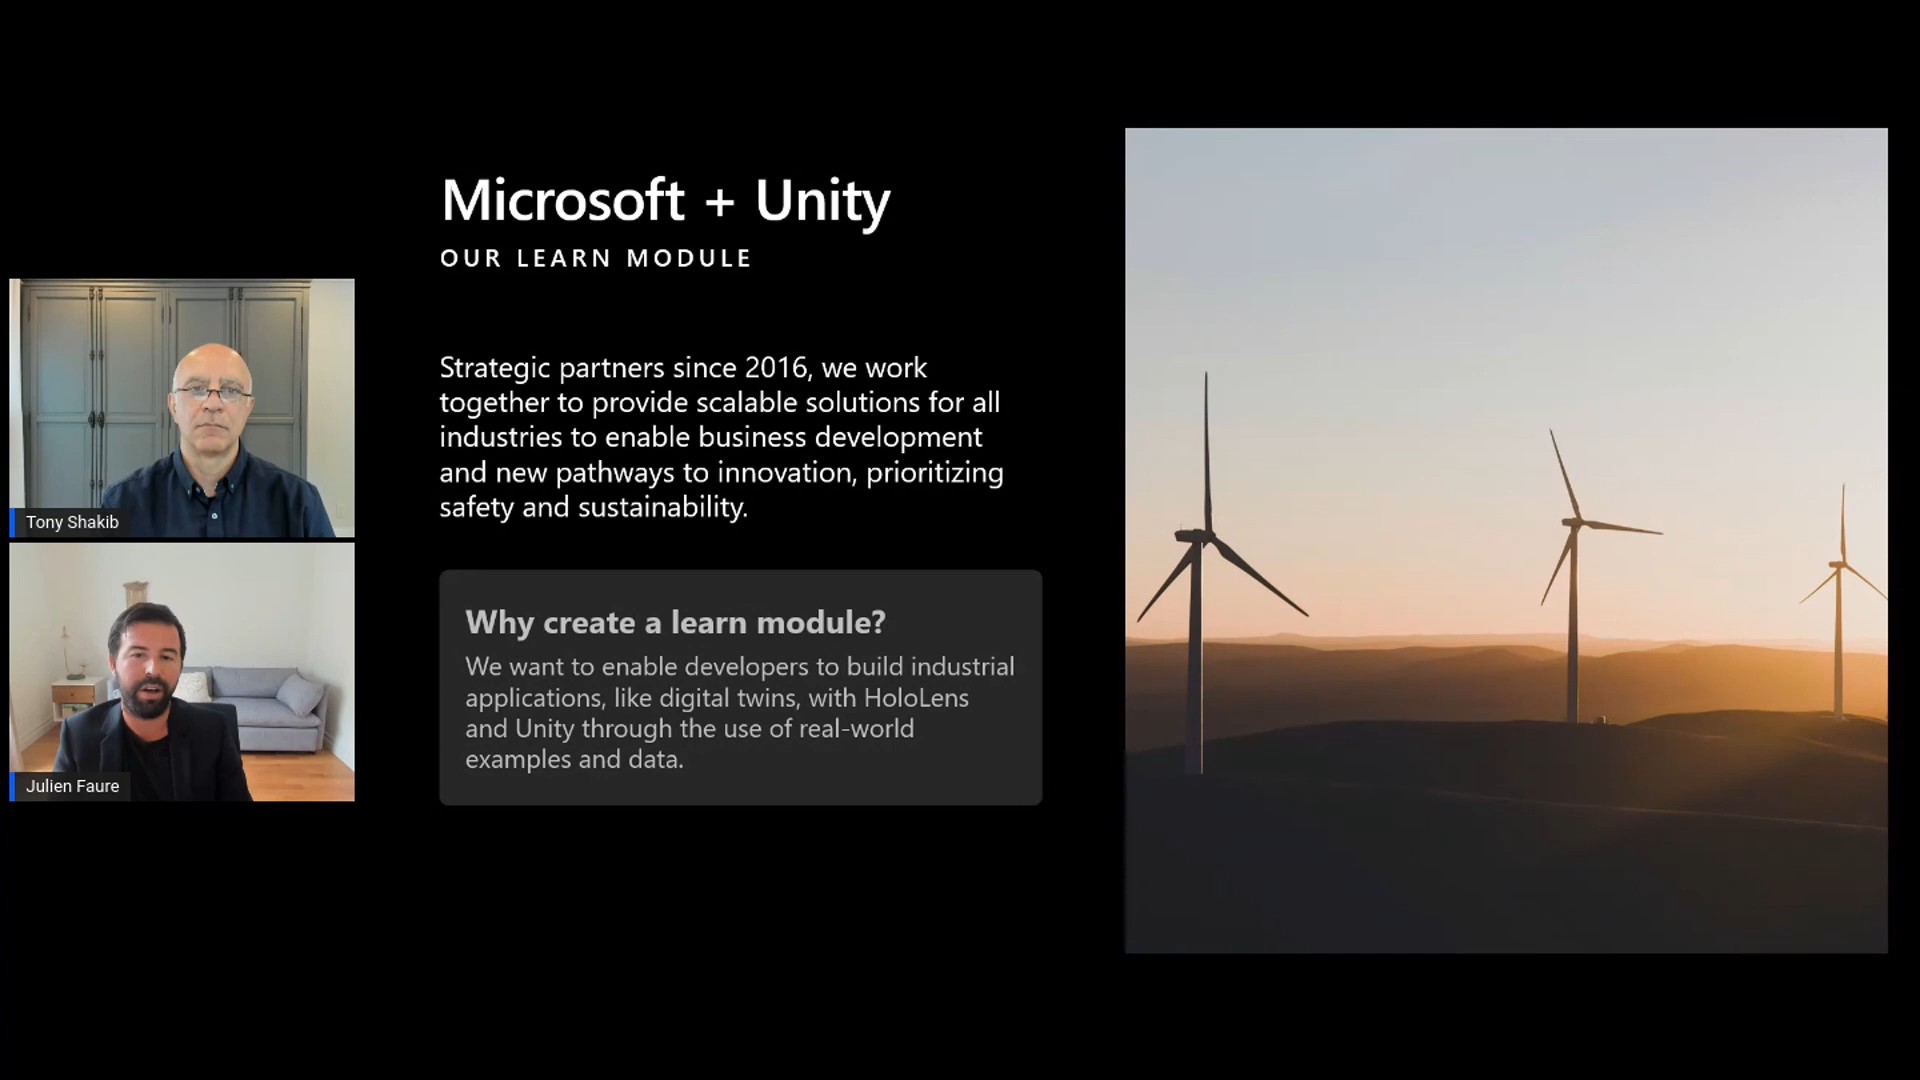 Microsoft + Unity
OUR LEARN MODULE
Strategic partners since 2016, we work
together to provide scalable solutions for all
industries to enable business development
and new pathways to innovation, prioritizing
safety and sustainability.
Why create a learn module?
We want to enable developers to build industrial
applications, like digital twins, with HoloLens
and Unity through the use of real-world
examples and data.
Tony Shakib
Julien Faure